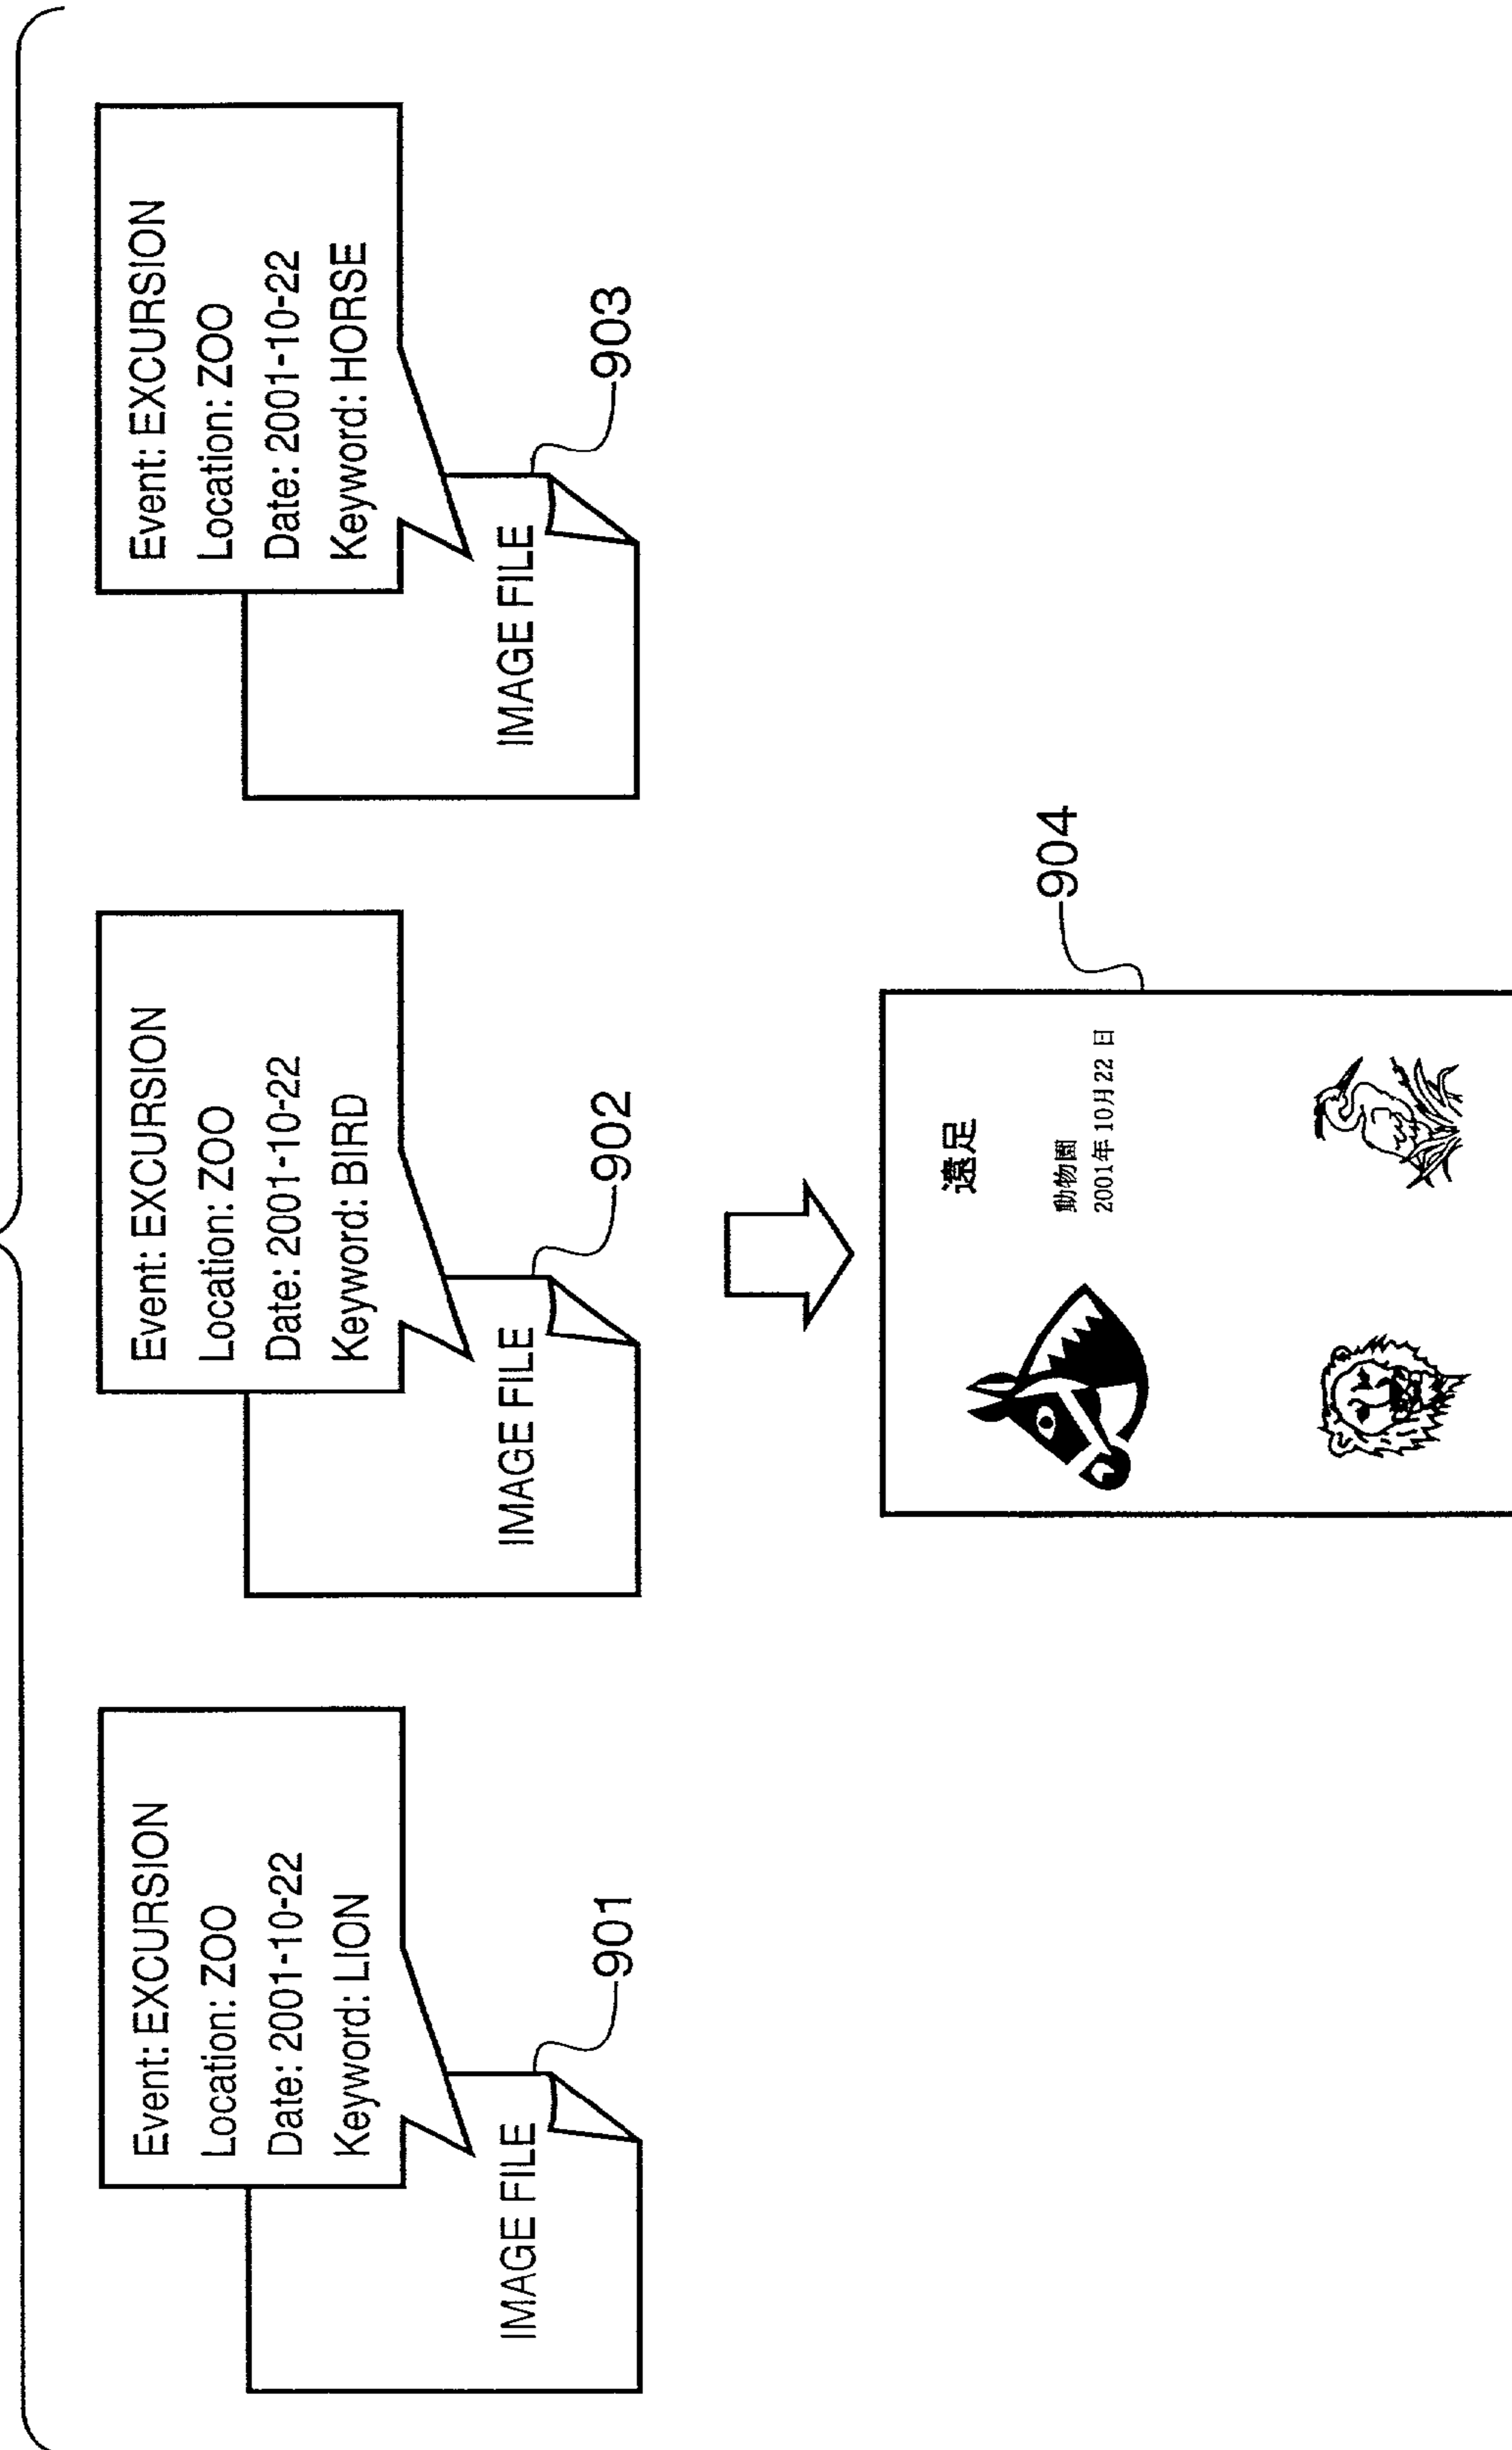 Event: EXCURSION
Location: ZOO
Date: 2001-10-22
Keyword: LION
IMAGE FILE
901
Event: EXCURSION
Location: ZOO
Date: 2001-10-22
Keyword: BIRD
IMAGE FILE
902
Event: EXCURSION
Location: ZOO
Date: 2001-10-22
Keyword: HORSE
IMAGE FILE
903
904
遠足
動物園
2001年 10月 22 日